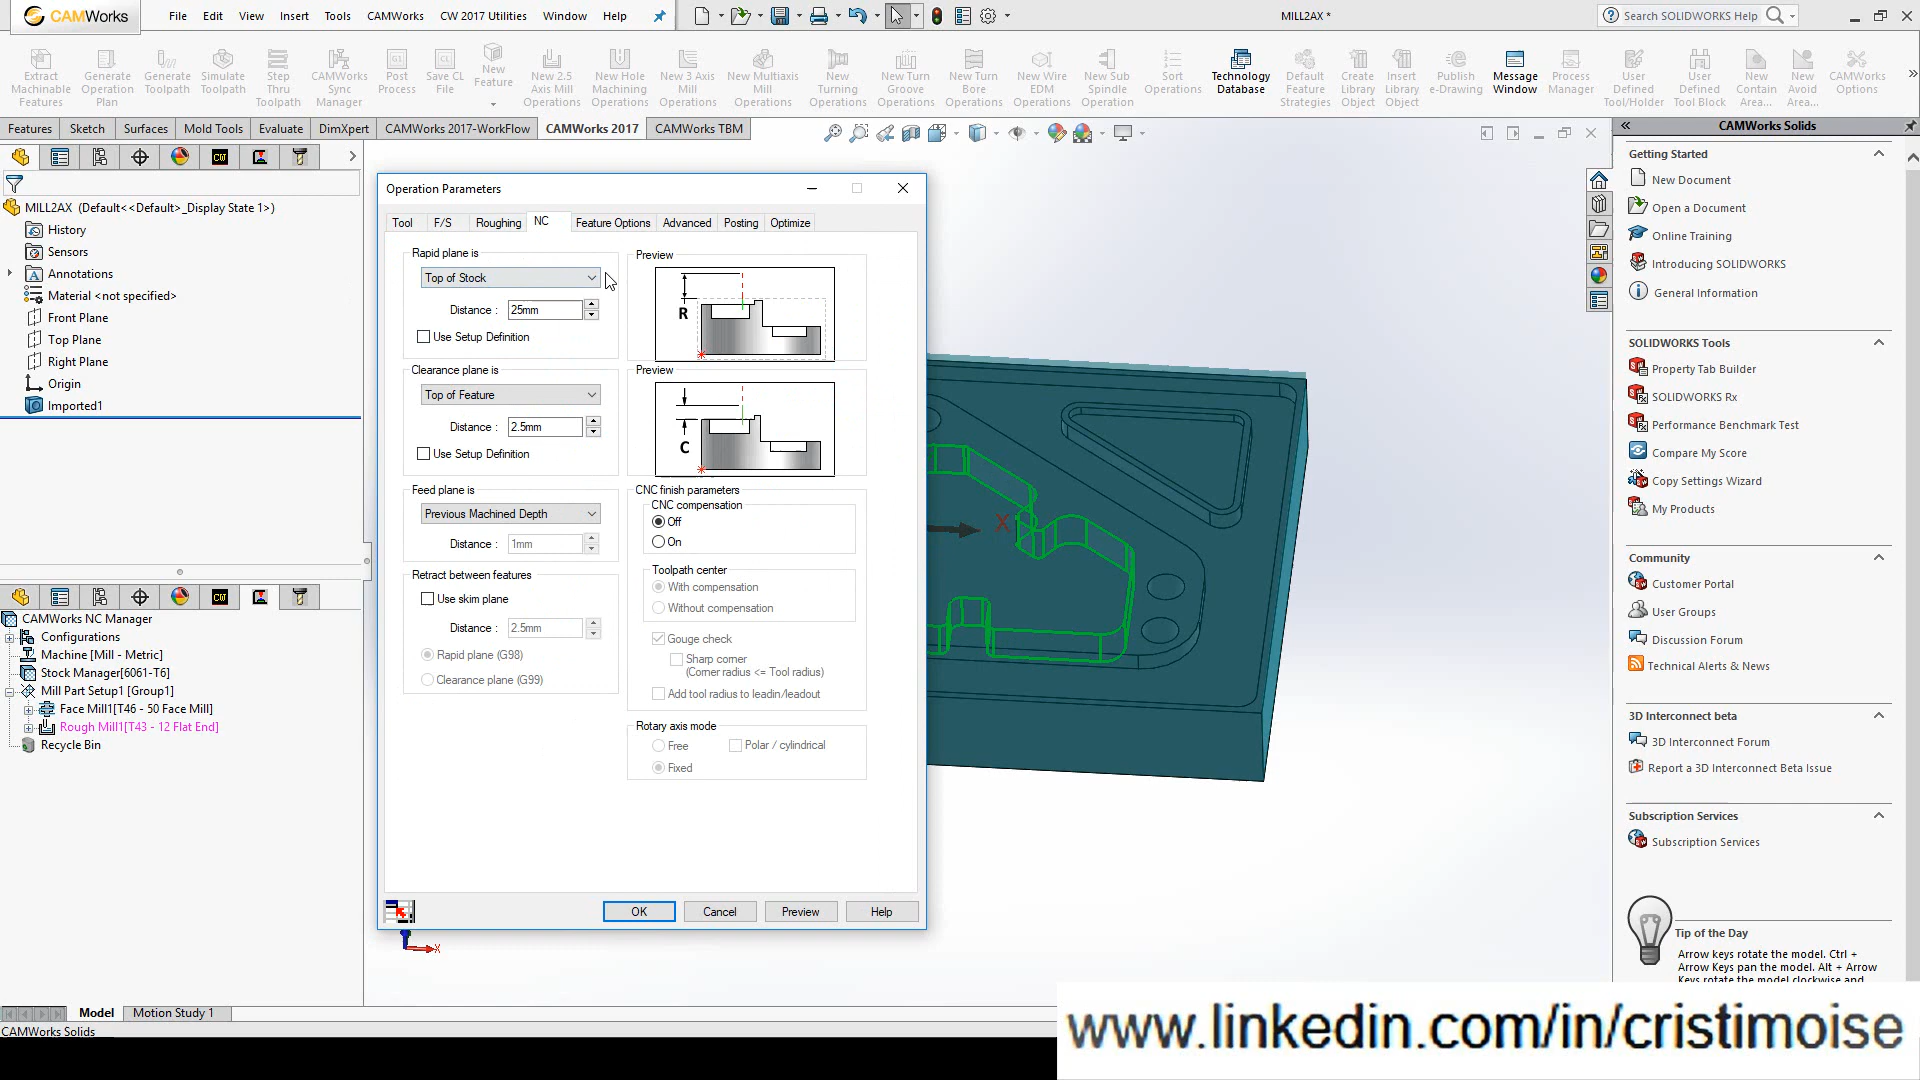 CAMWorks
File Edit View Insert Tools CAMWorks CW 2017 Utilities Window Help
MILL2AX *
Search SOLIDWORKS Help
Extract Machinable Features
Generate Operation Plan
Generate Toolpath
Simulate Toolpath
Step Thru Toolpath
CAMWorks Sync Manager
Post Process
Save CL File
New Feature
New 2.5 Axis Mill Operations
New Hole Machining Operations
New 3 Axis Mill Operations
New Multiaxis Mill Operations
New Turning Operations
New Turn Groove Operations
New Turn Bore Operations
New Wire EDM Operations
New Sub Spindle Operation
Sort Operations
Technology Database
Default Feature Strategies
Create Library Object
Insert Library Object
Publish e-Drawing
Message Window
Process Manager
User Defined Tool/Holder
User Defined Tool Block
New Contain Area...
New Avoid Area...
CAMWorks Options
Features Sketch Surfaces Mold Tools Evaluate DimXpert CAMWorks 2017-WorkFlow CAMWorks 2017 CAMWorks TBM
MILL2AX (Default<<Default>_Display State 1>)
History
Sensors
Annotations
Material <not specified>
Front Plane
Top Plane
Right Plane
Origin
Imported1
CAMWorks NC Manager
Configurations
Machine [Mill - Metric]
Stock Manager[6061-T6]
Mill Part Setup1 [Group1]
Face Mill1[T46 - 50 Face Mill]
Rough Mill1[T43 - 12 Flat End]
Recycle Bin
Operation Parameters
Tool F/S Roughing NC Feature Options Advanced Posting Optimize
Rapid plane is
Top of Stock
Distance : 25mm
Use Setup Definition
Preview
R
Clearance plane is
Top of Feature
Distance : 2.5mm
Use Setup Definition
Preview
C
Feed plane is
Previous Machined Depth
Distance : 1mm
Retract between features
Use skim plane
Distance : 2.5mm
Rapid plane (G98)
Clearance plane (G99)
CNC finish parameters
CNC compensation
Off
On
Toolpath center
With compensation
Without compensation
Gouge check
Sharp corner
(Corner radius <= Tool radius)
Add tool radius to leadin/leadout
Rotary axis mode
Free Polar / cylindrical
Fixed
OK Cancel Preview Help
X
X
CAMWorks Solids
Getting Started
New Document
Open a Document
Online Training
Introducing SOLIDWORKS
General Information
SOLIDWORKS Tools
Property Tab Builder
SOLIDWORKS Rx
Performance Benchmark Test
Compare My Score
Copy Settings Wizard
My Products
Community
Customer Portal
User Groups
Discussion Forum
Technical Alerts & News
3D Interconnect beta
3D Interconnect Forum
Report a 3D Interconnect Beta Issue
Subscription Services
Subscription Services
Tip of the Day
Arrow keys rotate the model. Ctrl +
Arrow Keys pan the model. Alt + Arrow
Keys rotate the model clockwise and
Model Motion Study 1
CAMWorks Solids
www.linkedin.com/in/cristimoise